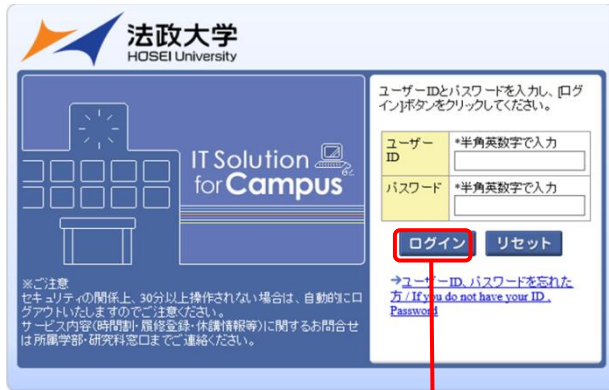 法政大学
HOSEI University
IT Solution
for Campus
※ご注意
セキュリティの関係上、30分以上操作されない場合は、自動的にロ
グアウトいたしますのでご注意ください。
サービス内容(時間割・履修登録・休講情報等)に関するお問合せ
は所属学部・研究科窓口までご連絡ください。
ユーザーIDとパスワードを入力し、[ログ
イン]ボタンをクリックしてください。
ユーザー
ID
*半角英数字で入力
パスワード
*半角英数字で入力
ログイン リセット
→ユーザーID、パスワードを忘れた
方 / If you do not have your ID ,
Password